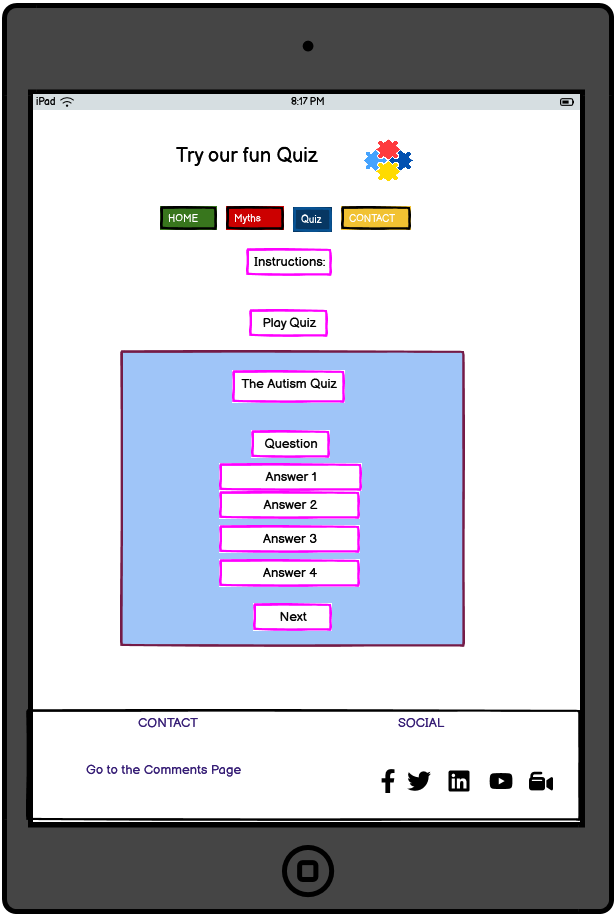 iPad 8:17 PM
Try our fun Quiz
HOME Myths Quiz CONTACT
Instructions:
Play Quiz
The Autism Quiz
Question
Answer 1
Answer 2
Answer 3
Answer 4
Next
CONTACT SOCIAL
Go to the Comments Page